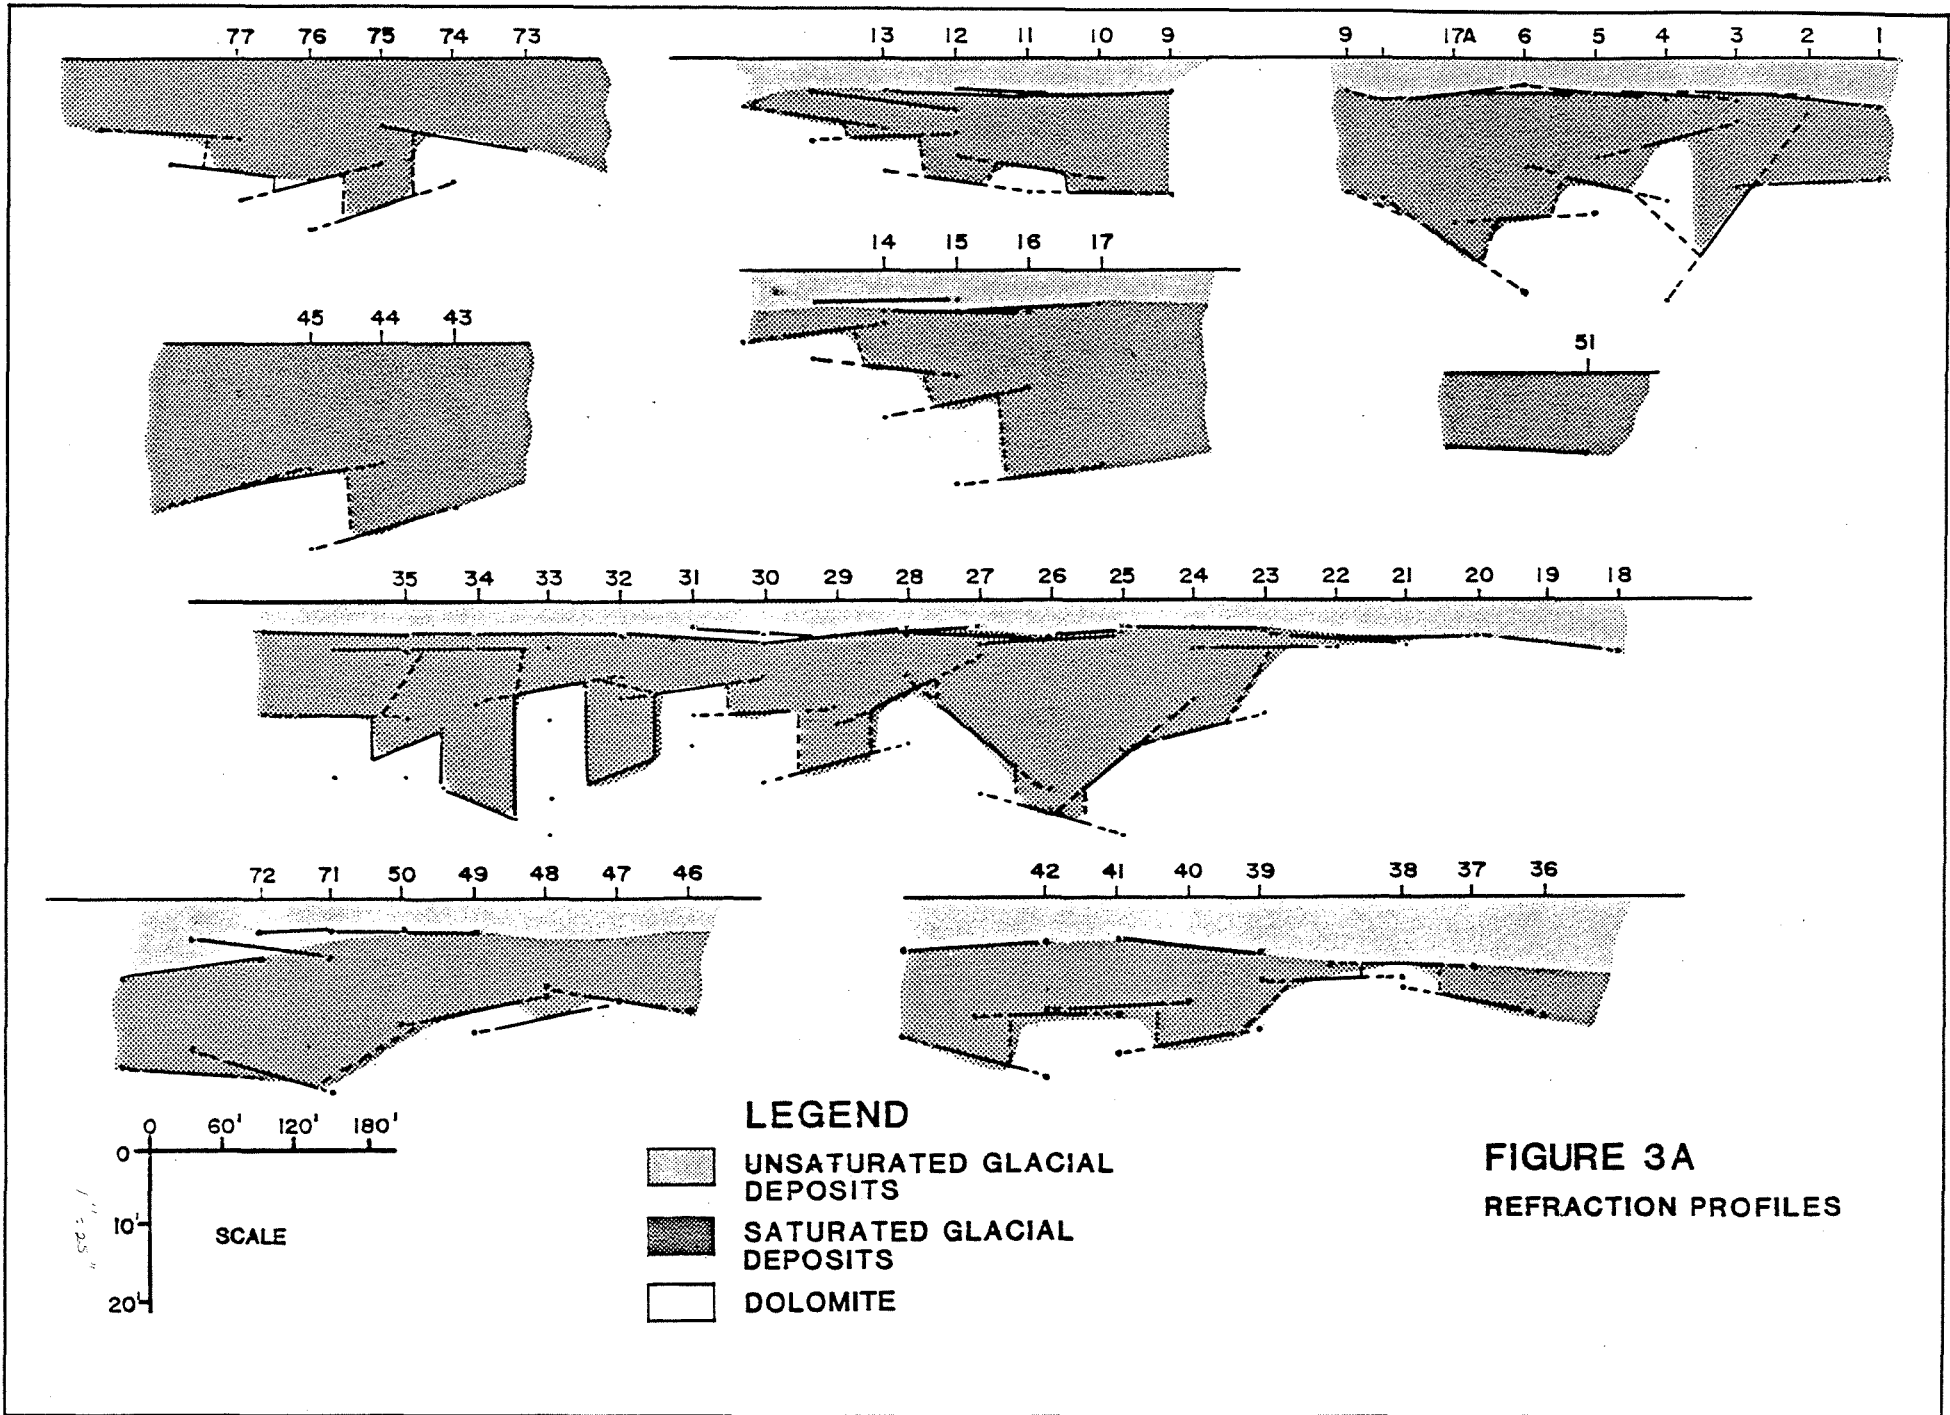 77 76 75 74 73
13 12 11 10 9
9 17A 6 5 4 3 2 1
14 15 16 17
45 44 43
51
35 34 33 32 31 30 29 28 27 26 25 24 23 22 21 20 19 18
72 71 50 49 48 47 46
42 41 40 39 38 37 36
0 60' 120' 180'
0
10'
20'
SCALE
1" = 25'
LEGEND
UNSATURATED GLACIAL
DEPOSITS
SATURATED GLACIAL
DEPOSITS
DOLOMITE
FIGURE 3A
REFRACTION PROFILES